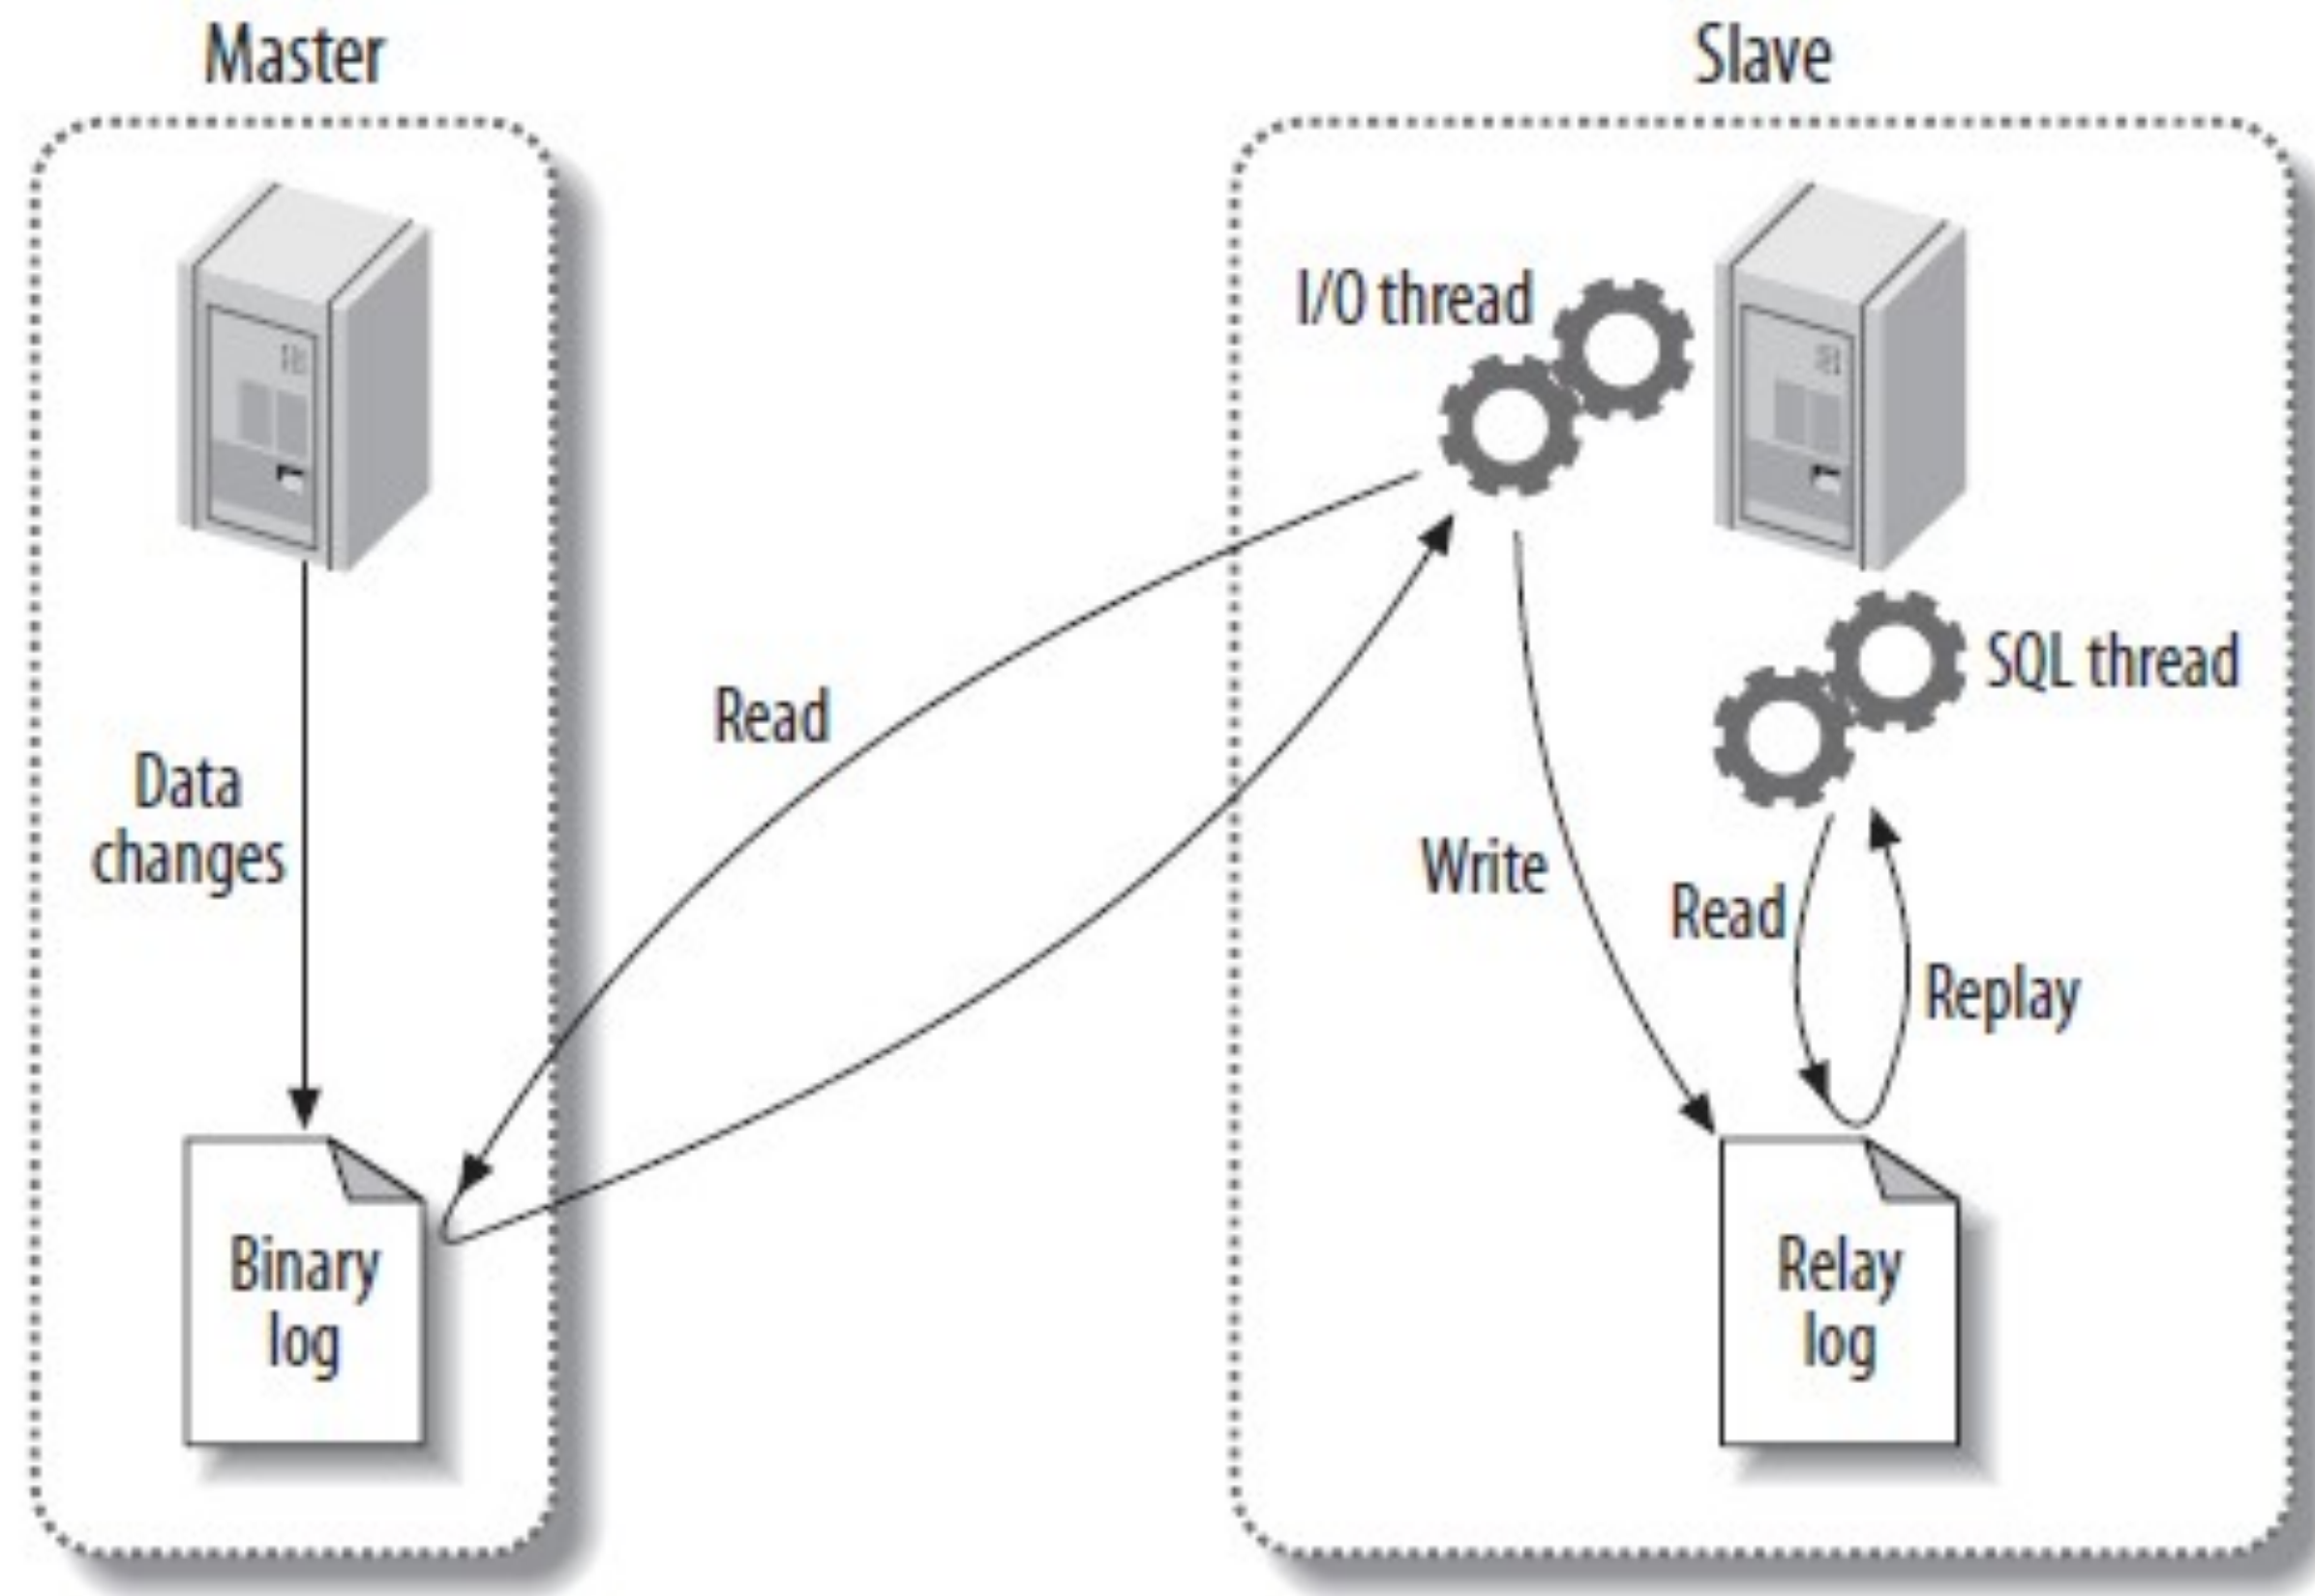 Master
Slave
I/O thread
SQL thread
Read
Data
changes
Write
Read
Replay
Binary
log
Relay
log